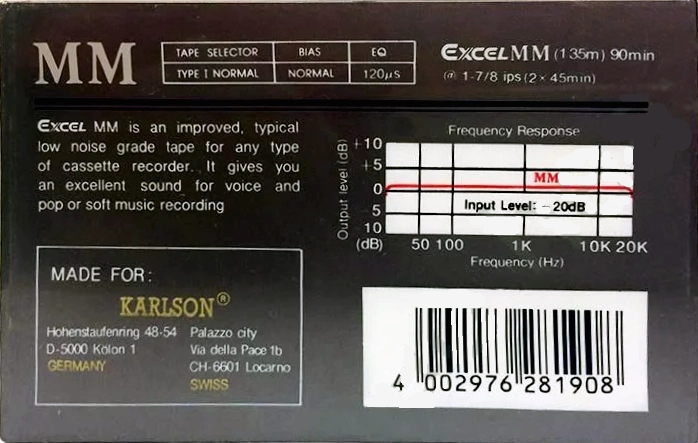 MM
TAPE SELECTOR BIAS EQ
TYPE I NORMAL NORMAL 120μS
EXCEL MM (135m) 90min
@ 1-7/8 ips (2 × 45min)
EXCEL MM is an improved, typical
low noise grade tape for any type
of cassette recorder. It gives you
an excellent sound for voice and
pop or soft music recording
Frequency Response
Output level (dB)
+10
+5
0
5
10
(dB)
MM
Input Level: -20dB
50 100 1K 10K 20K
Frequency (Hz)
MADE FOR:
KARLSON®
Hohenstaufenring 48-54
D-5000 Kölon 1
GERMANY
Palazzo city
Via della Pace 1b
CH-6601 Locarno
SWISS
4 002976 281908